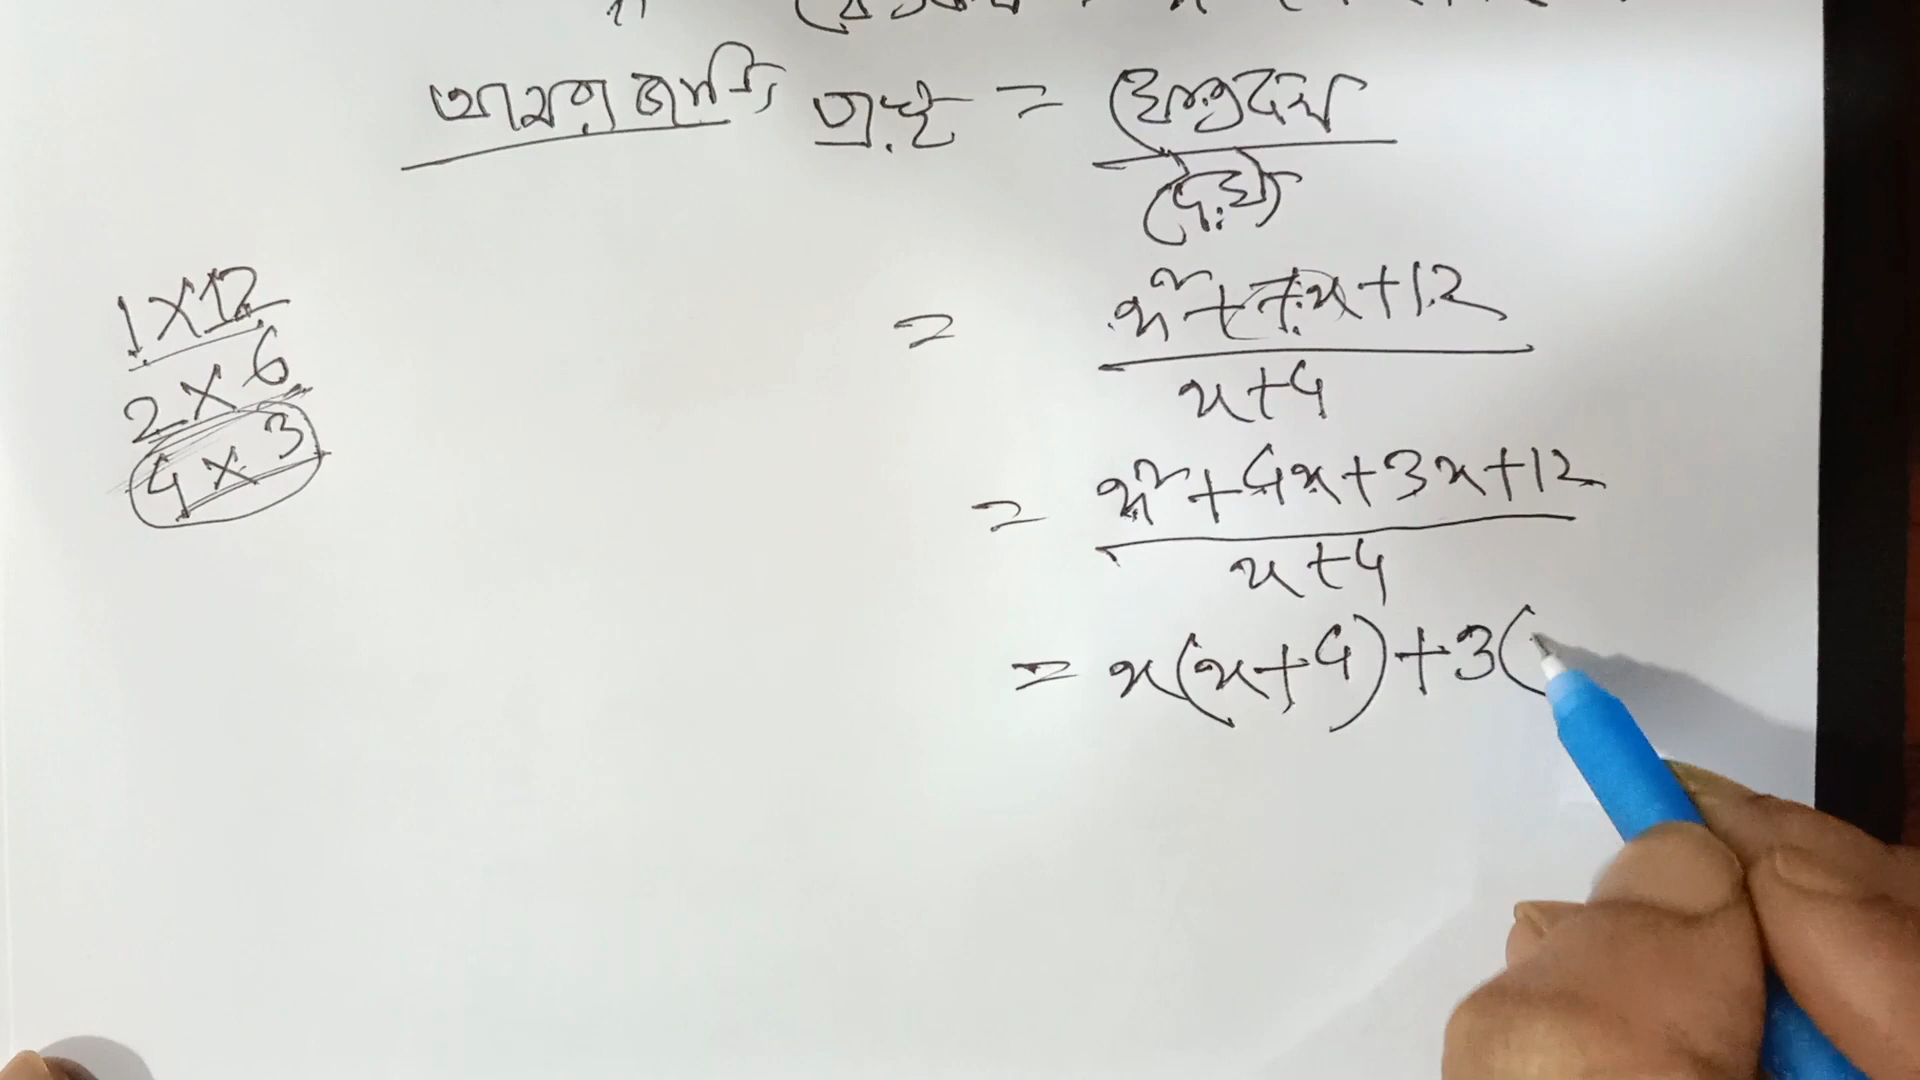 আমরা জানি, প্রস্থ = ক্ষেত্রফল
দৈর্ঘ্য
1×12
2×6
4×3
= x²+7x+12
x+4
= x²+4x+3x+12
x+4
= x(x+4)+3(